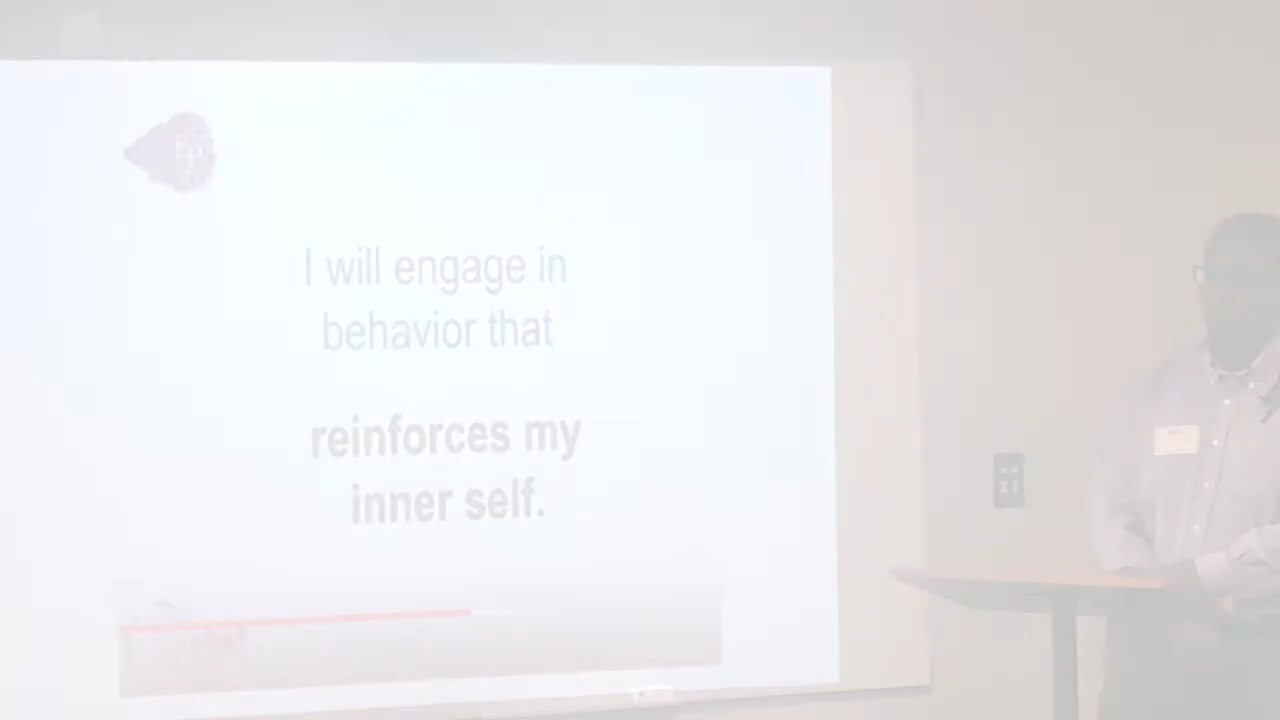 I will engage in
behavior that
reinforces my
inner self.